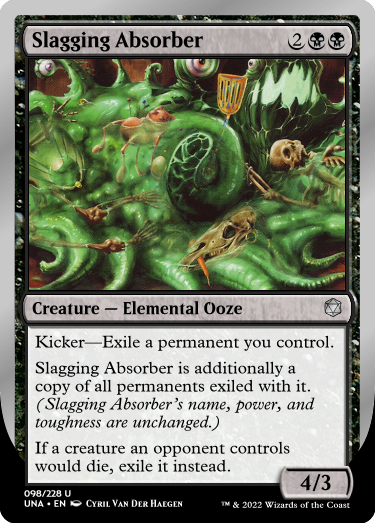 Slagging Absorber 2
Creature — Elemental Ooze
Kicker—Exile a permanent you control.
Slagging Absorber is additionally a
copy of all permanents exiled with it.
(Slagging Absorber's name, power, and
toughness are unchanged.)
If a creature an opponent controls
would die, exile it instead.
4/3
098/228 U
UNA • EN Cyril Van Der Haegen
™ & 2022 Wizards of the Coast